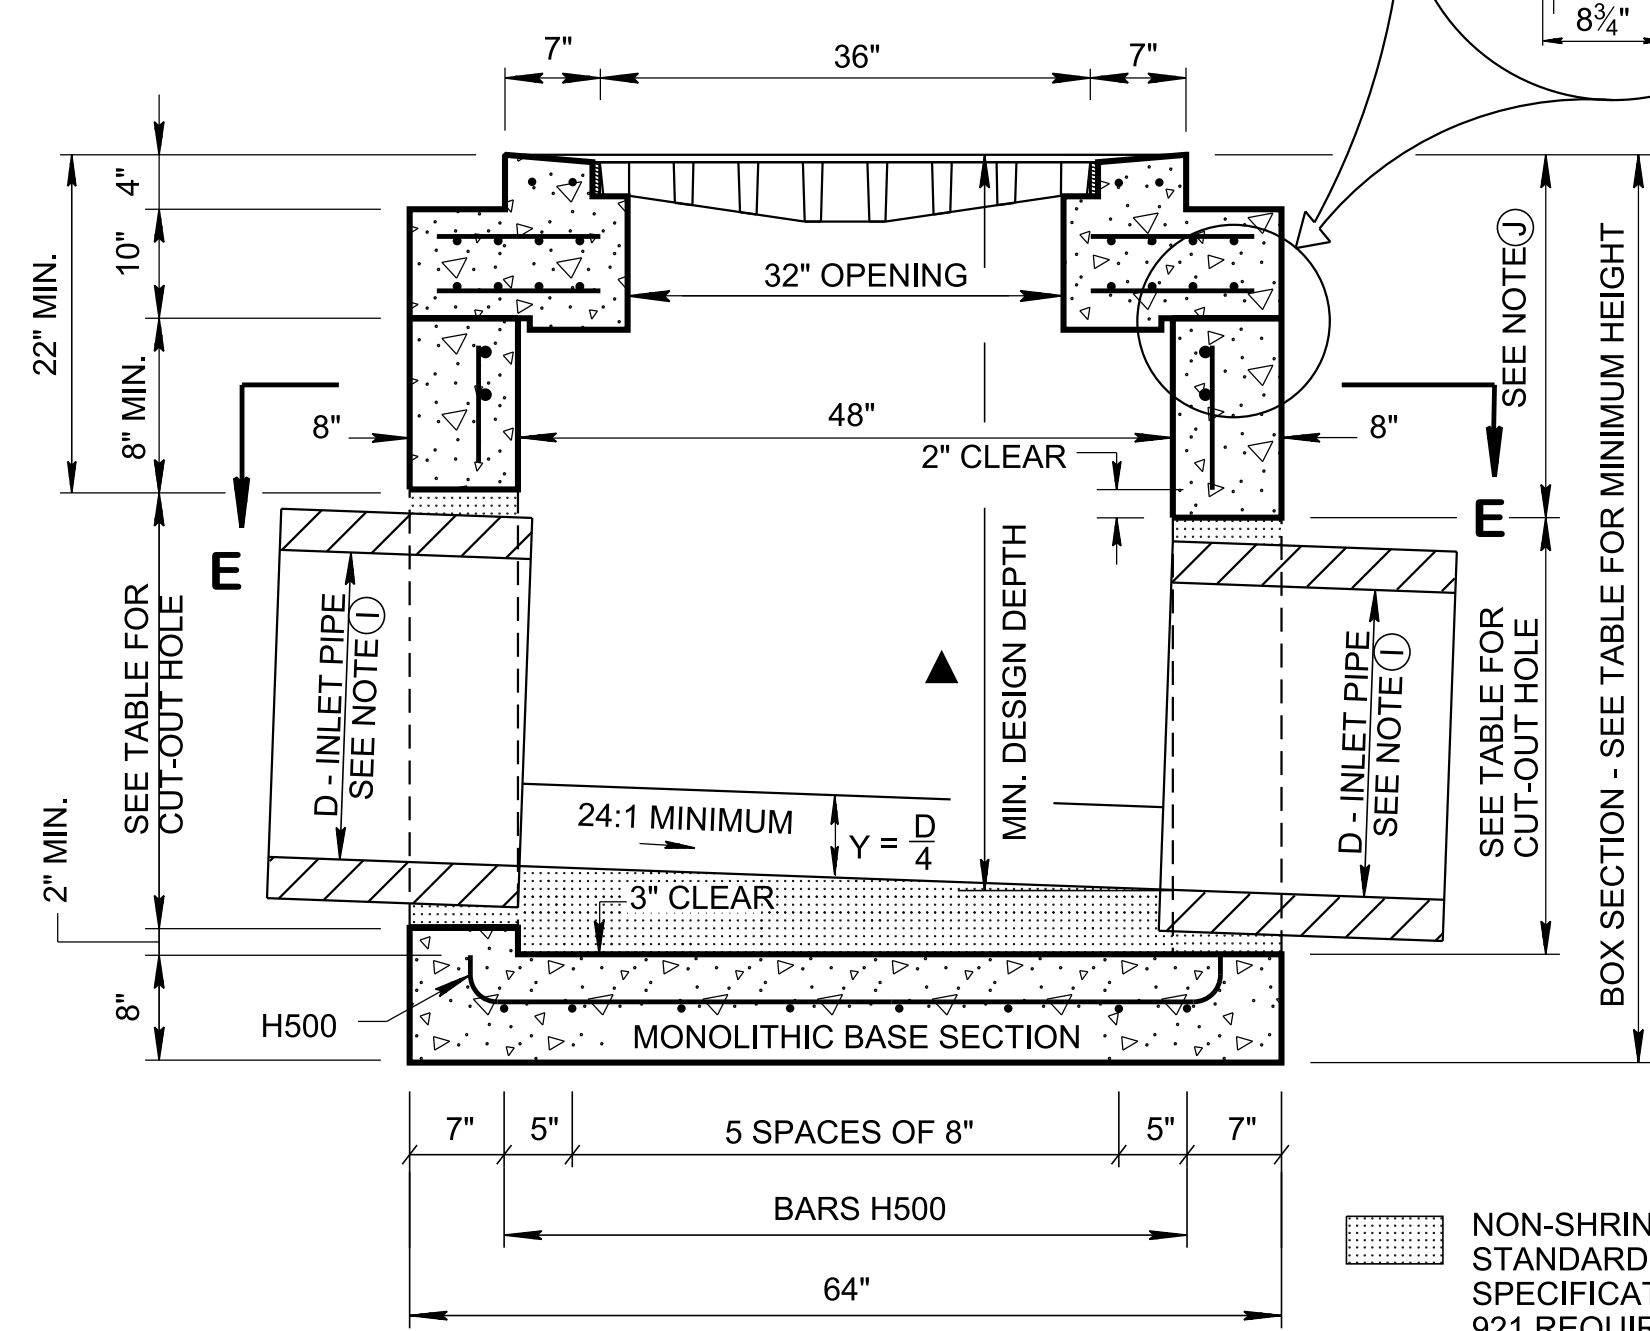 8¾"
7"
36"
7"
4"
10"
22" MIN.
8" MIN.
32" OPENING
SEE NOTE J
8"
48"
8"
2" CLEAR
E
E
SEE TABLE FOR
CUT-OUT HOLE
D - INLET PIPE
SEE NOTE I
MIN. DESIGN DEPTH
D - INLET PIPE
SEE NOTE I
SEE TABLE FOR
CUT-OUT HOLE
BOX SECTION - SEE TABLE FOR MINIMUM HEIGHT
24:1 MINIMUM
Y = D/4
2" MIN.
3" CLEAR
8"
H500
MONOLITHIC BASE SECTION
7"
5"
5 SPACES OF 8"
5"
7"
BARS H500
64"
NON-SHRIN
STANDARD
SPECIFICAT
921 REQUIR